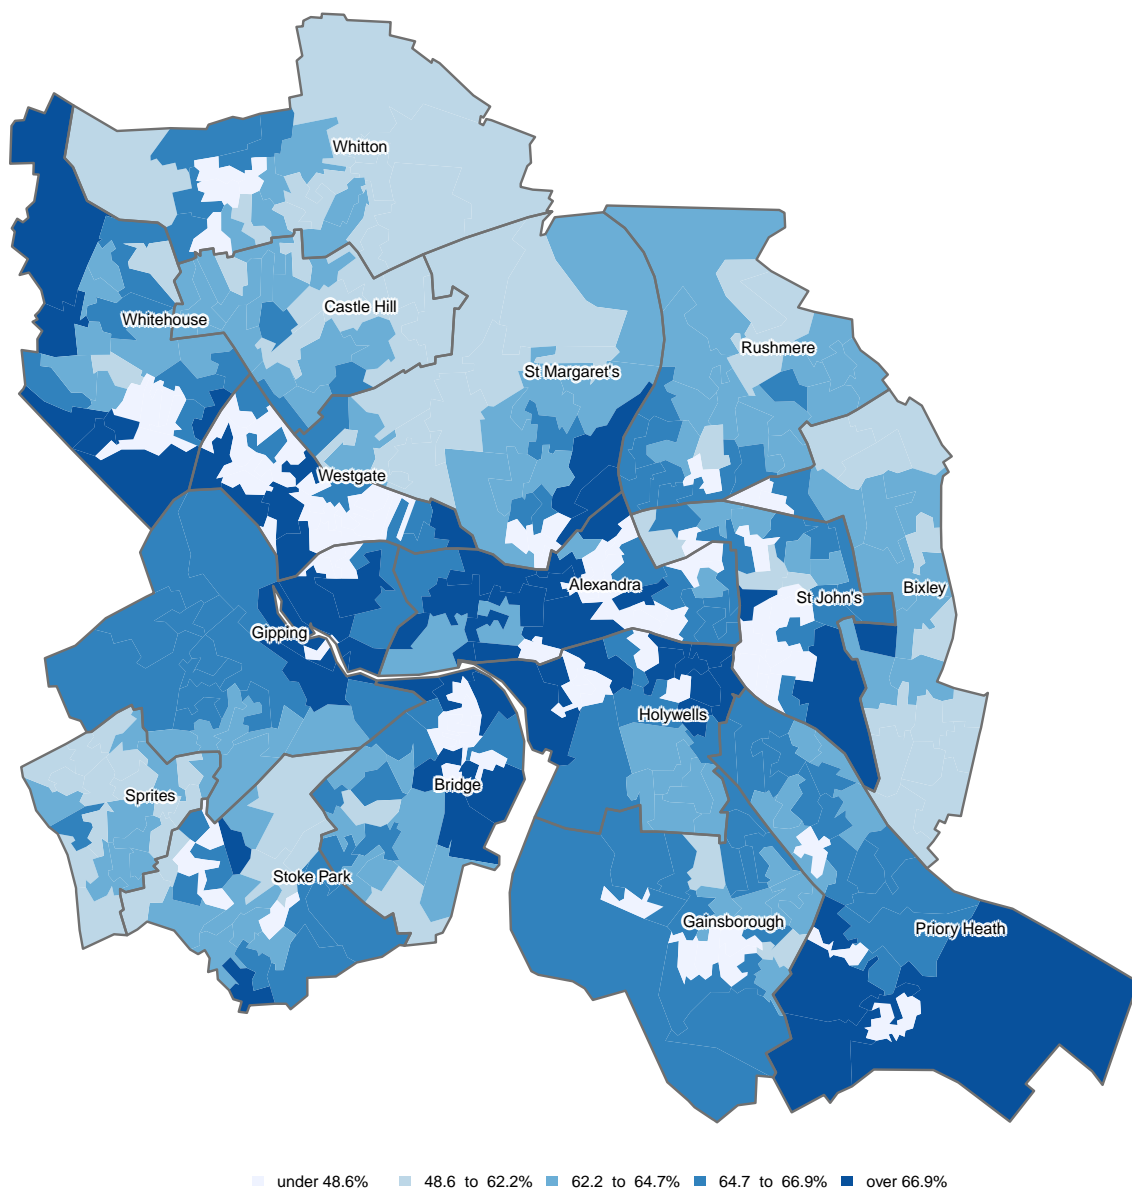 Whitton
Castle Hill
Whitehouse
Rushmere
St Margaret's
Westgate
Alexandra
Bixley
St John's
Gipping
Holywells
Bridge
Sprites
Stoke Park
Gainsborough
Priory Heath
under 48.6% 48.6 to 62.2% 62.2 to 64.7% 64.7 to 66.9% over 66.9%